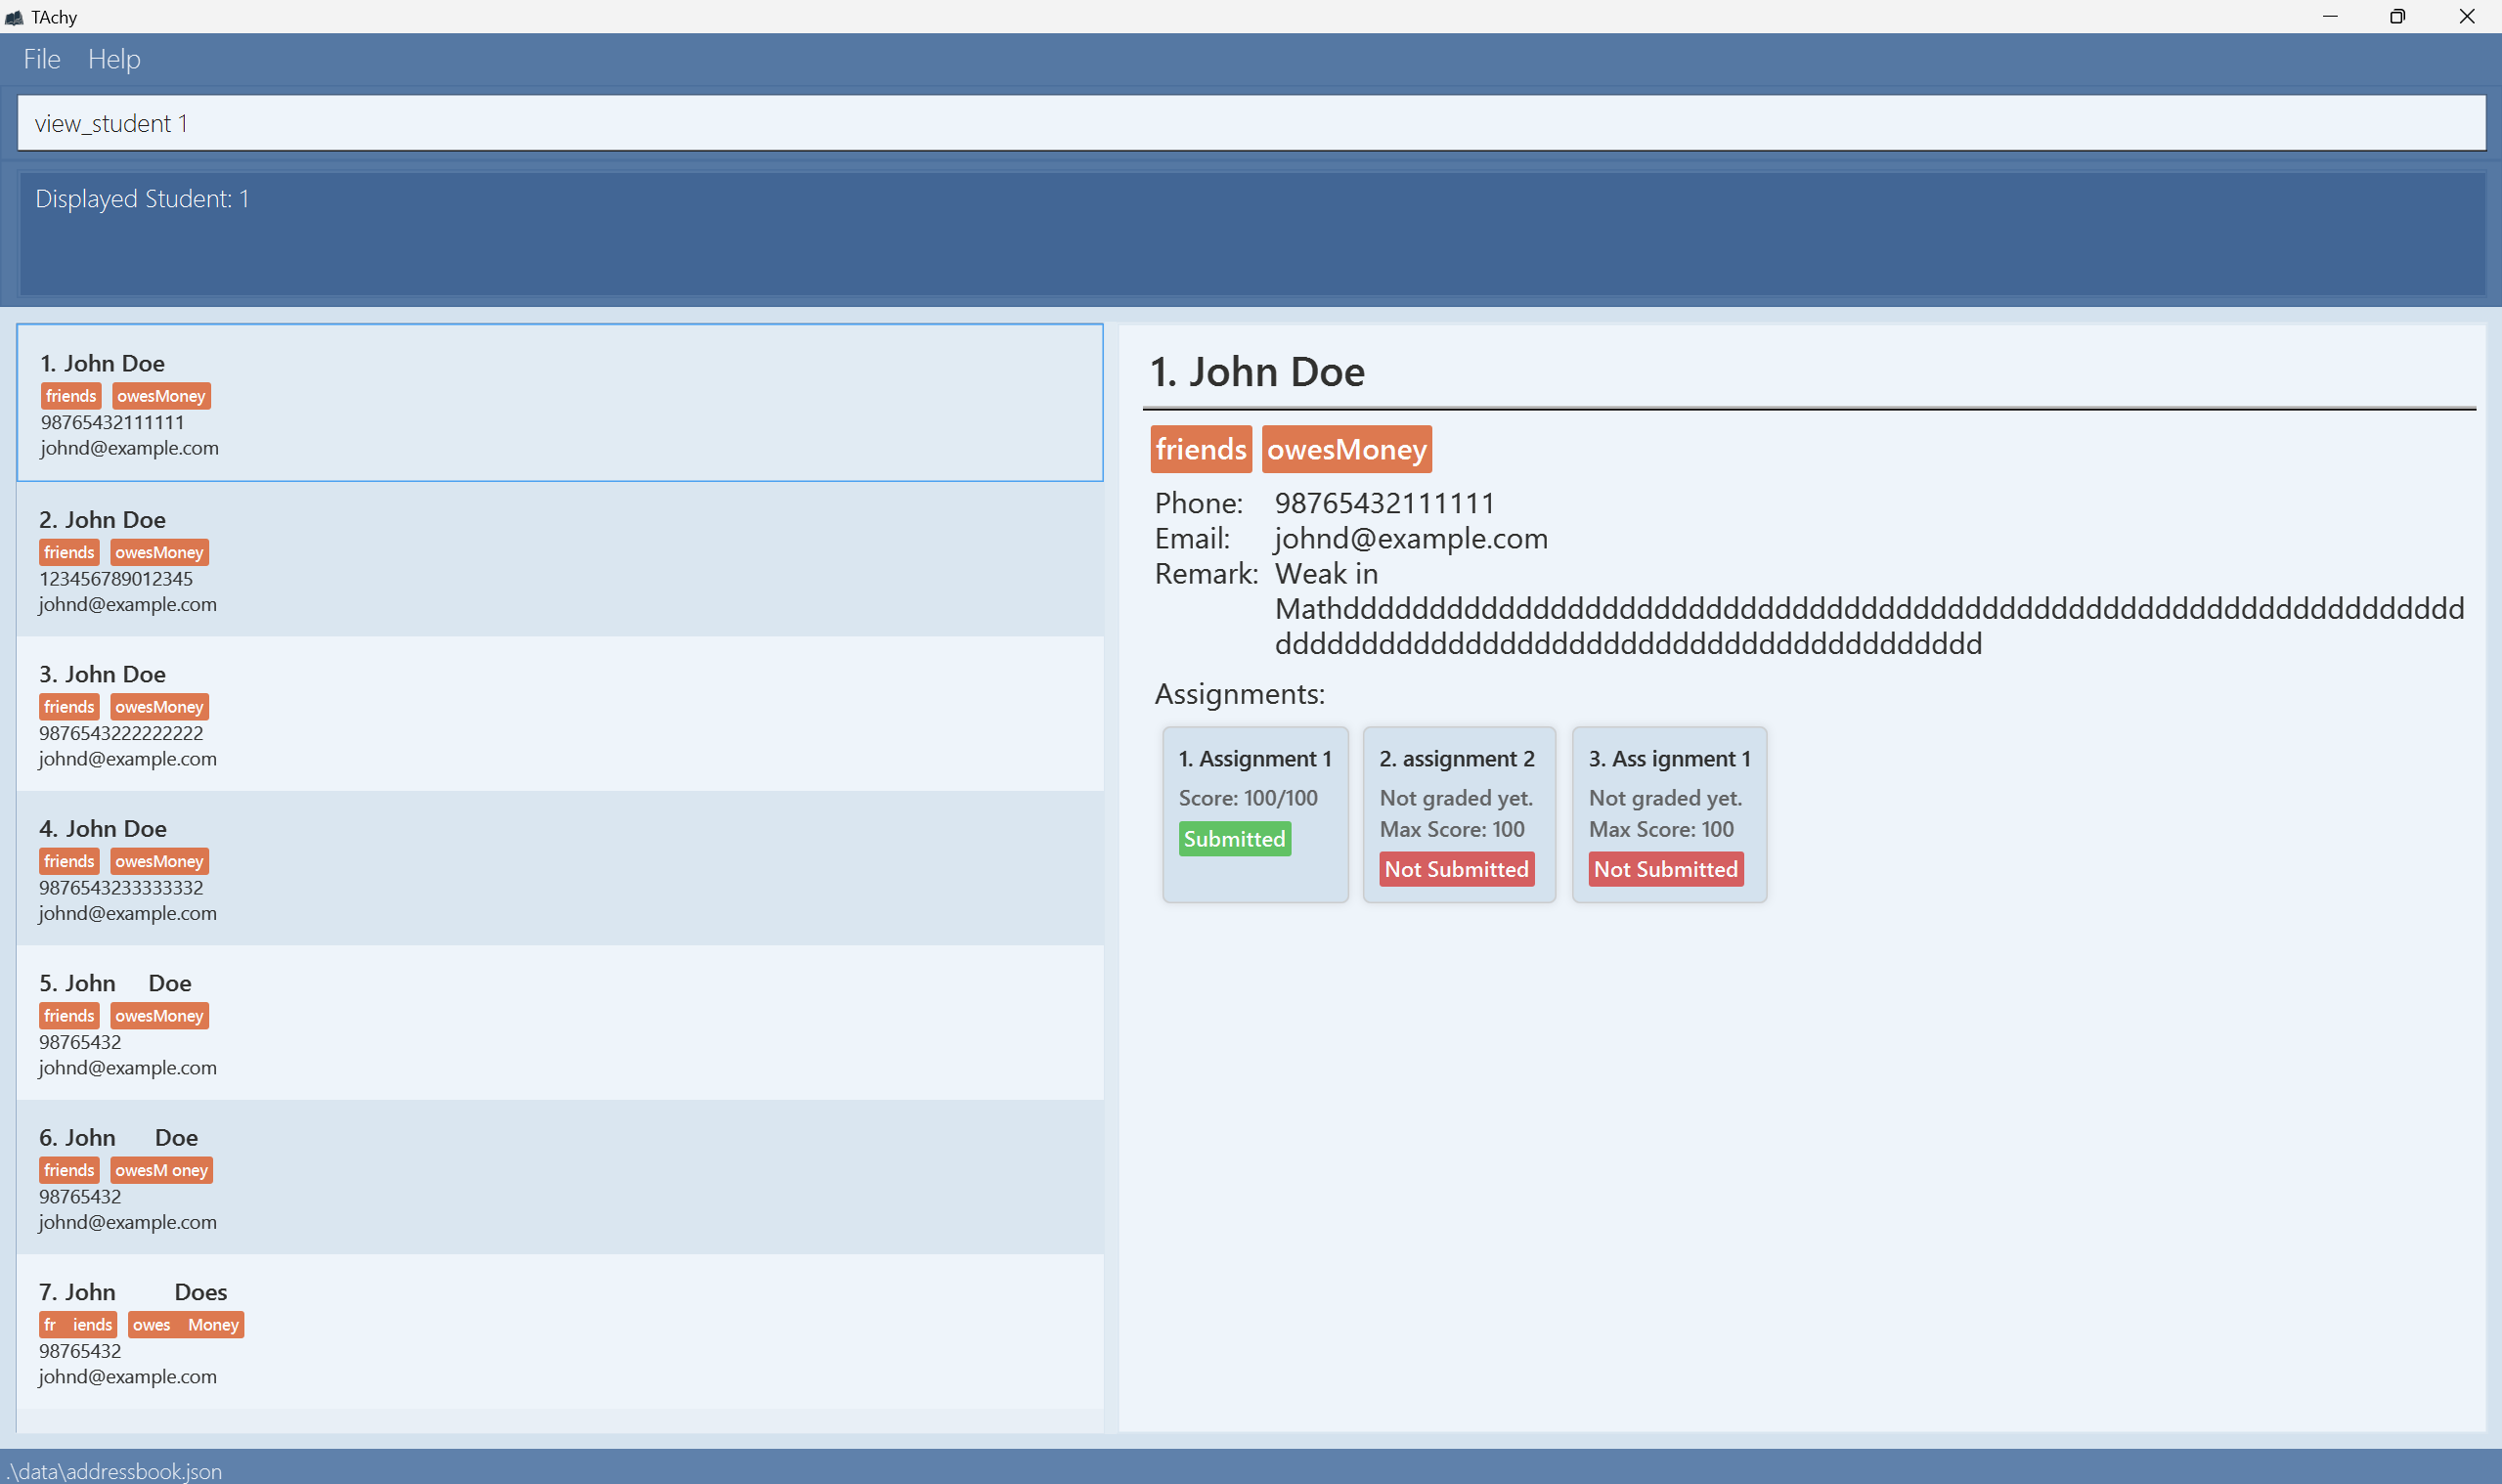 TAchy
File Help
view_student 1
Displayed Student: 1
1. John Doe
friends owesMoney
98765432111111
johnd@example.com
2. John Doe
friends owesMoney
123456789012345
johnd@example.com
3. John Doe
friends owesMoney
9876543222222222
johnd@example.com
4. John Doe
friends owesMoney
9876543233333332
johnd@example.com
5. John Doe
friends owesMoney
98765432
johnd@example.com
6. John Doe
friends owesM oney
98765432
johnd@example.com
7. John Does
fr iends owes Money
98765432
johnd@example.com
1. John Doe
friends owesMoney
Phone: 98765432111111
Email: johnd@example.com
Remark: Weak in
Mathddddddddddddddddddddddddddddddddddddddddddddddddddddddddddddddddd
ddddddddddddddddddddddddddddddddddddddddd
Assignments:
1. Assignment 1
Score: 100/100
Submitted
2. assignment 2
Not graded yet.
Max Score: 100
Not Submitted
3. Ass ignment 1
Not graded yet.
Max Score: 100
Not Submitted
.\data\addressbook.json